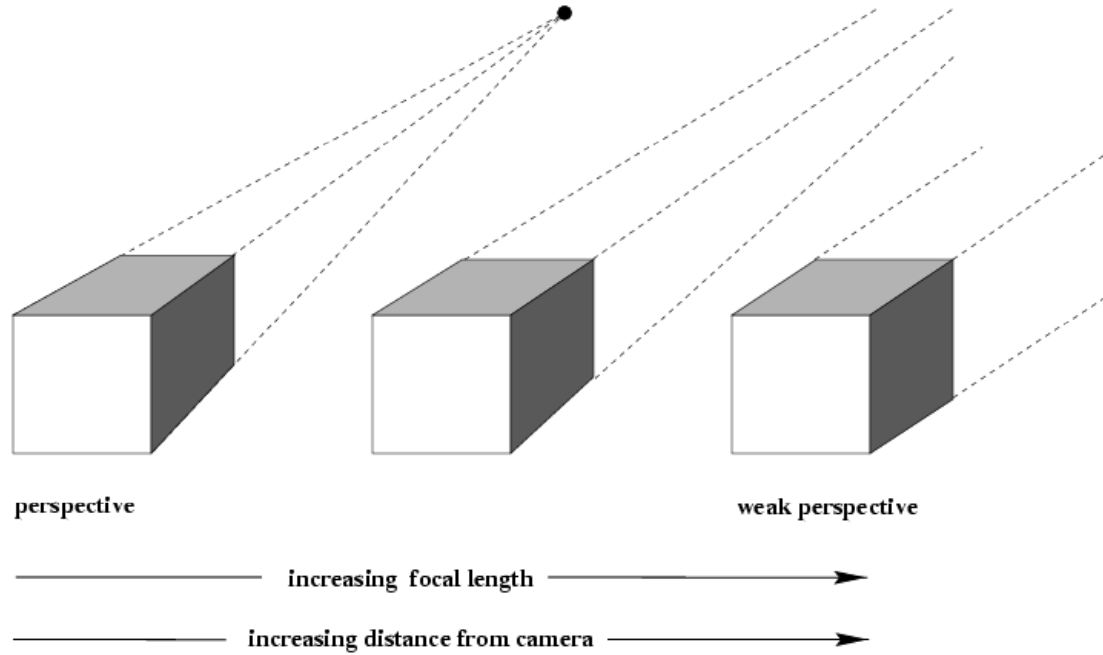 perspective
weak perspective
increasing focal length
increasing distance from camera